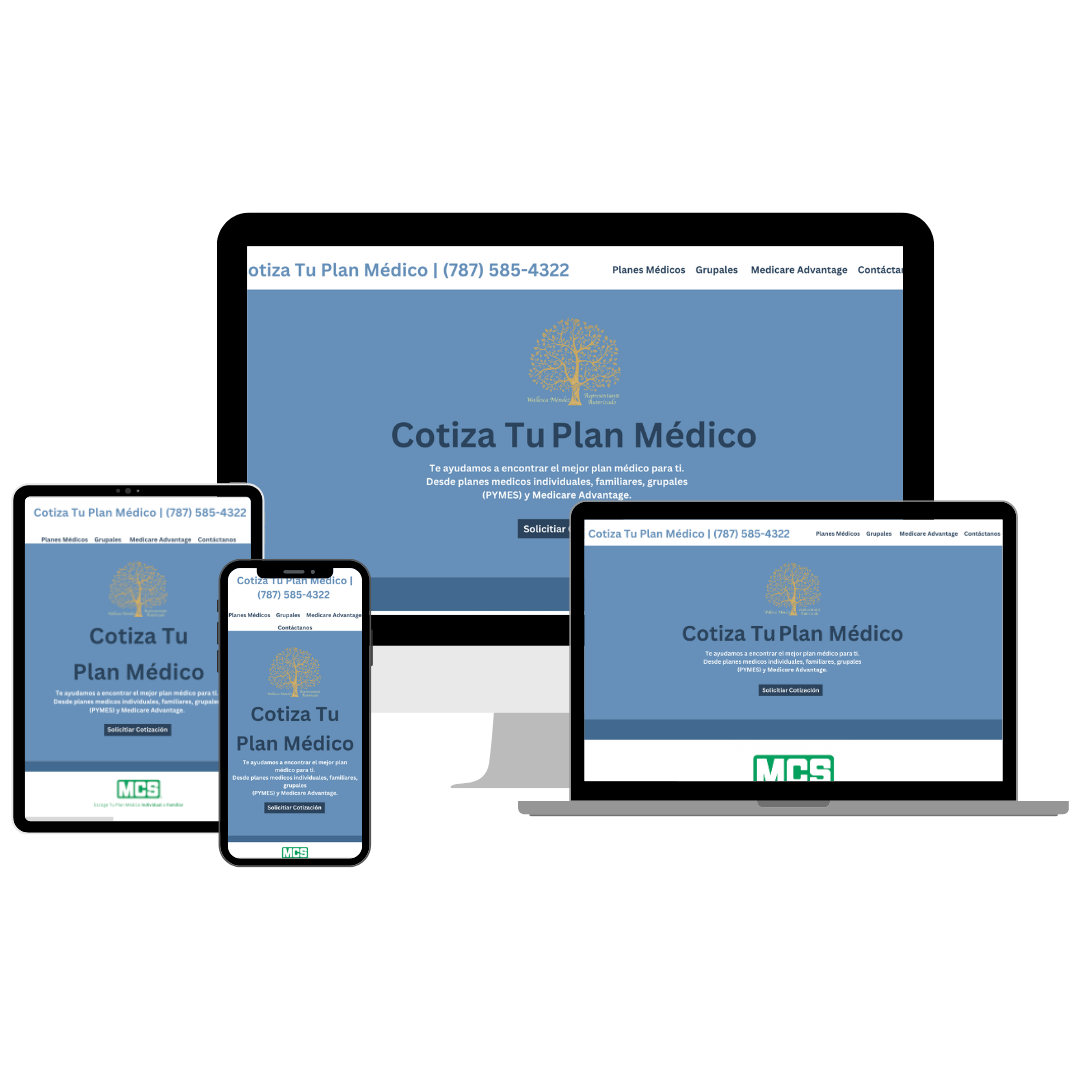 otiza Tu Plan Médico | (787) 585-4322
Planes Médicos Grupales Medicare Advantage Contáctan
Representante
Autorizado
Cotiza Tu Plan Médico
Te ayudamos a encontrar el mejor plan médico para ti.
Desde planes medicos individuales, familiares, grupales
(PYMES) y Medicare Advantage.
Solicitiar
Cotiza Tu Plan Médico | (787) 585-4322
Planes Médicos Grupales Medicare Advantage Contáctanos
Cotiza Tu
Plan Médico
Te ayudamos a encontrar el mejor plan médico para ti.
Desde planes medicos individuales, familiares, grupales
(PYMES) y Medicare Advantage.
Solicitiar Cotización
MCS
Escoge Tu Plan Médico Individual o Familiar
Cotiza Tu Plan Médico |
(787) 585-4322
Planes Médicos Grupales Medicare Advantage
Contáctanos
Cotiza Tu
Plan Médico
Te ayudamos a encontrar el mejor plan
médico para ti.
Desde planes medicos individuales, familiares,
grupales
(PYMES) y Medicare Advantage.
Solicitiar Cotización
MCS
Cotiza Tu Plan Médico | (787) 585-4322
Planes Médicos Grupales Medicare Advantage Contáctanos
Cotiza Tu Plan Médico
Te ayudamos a encontrar el mejor plan médico para ti.
Desde planes medicos individuales, familiares, grupales
(PYMES) y Medicare Advantage.
Solicitiar Cotización
MCS